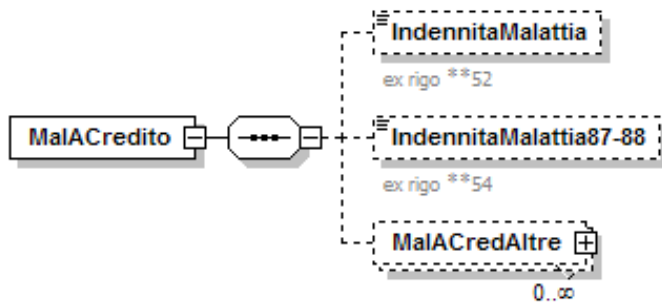 IndennitaMalattia
ex rigo **52
MalACredito
IndennitaMalattia87-88
ex rigo **54
MalACredAltre
0..∞